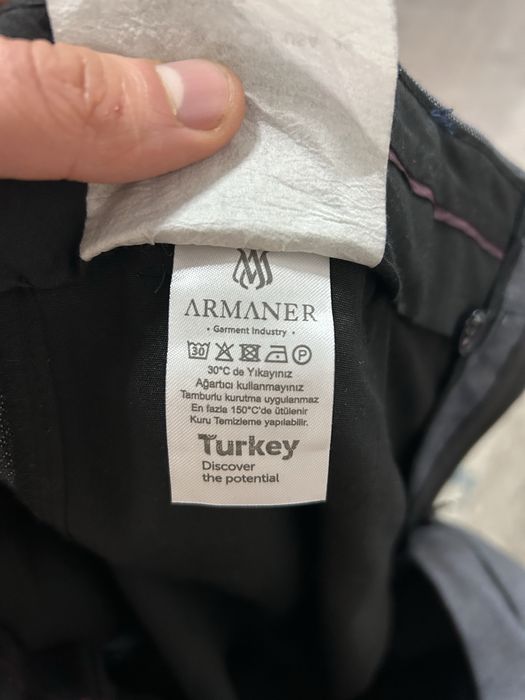 ARMANER
• Garment Industry •
30
P
30°C de Yıkayınız
Ağartıcı kullanmayınız
Tamburlu kurutma uygulanmaz
En fazla 150°C'de ütülenir
Kuru Temizleme yapılabilir.
Turkey
Discover
the potential